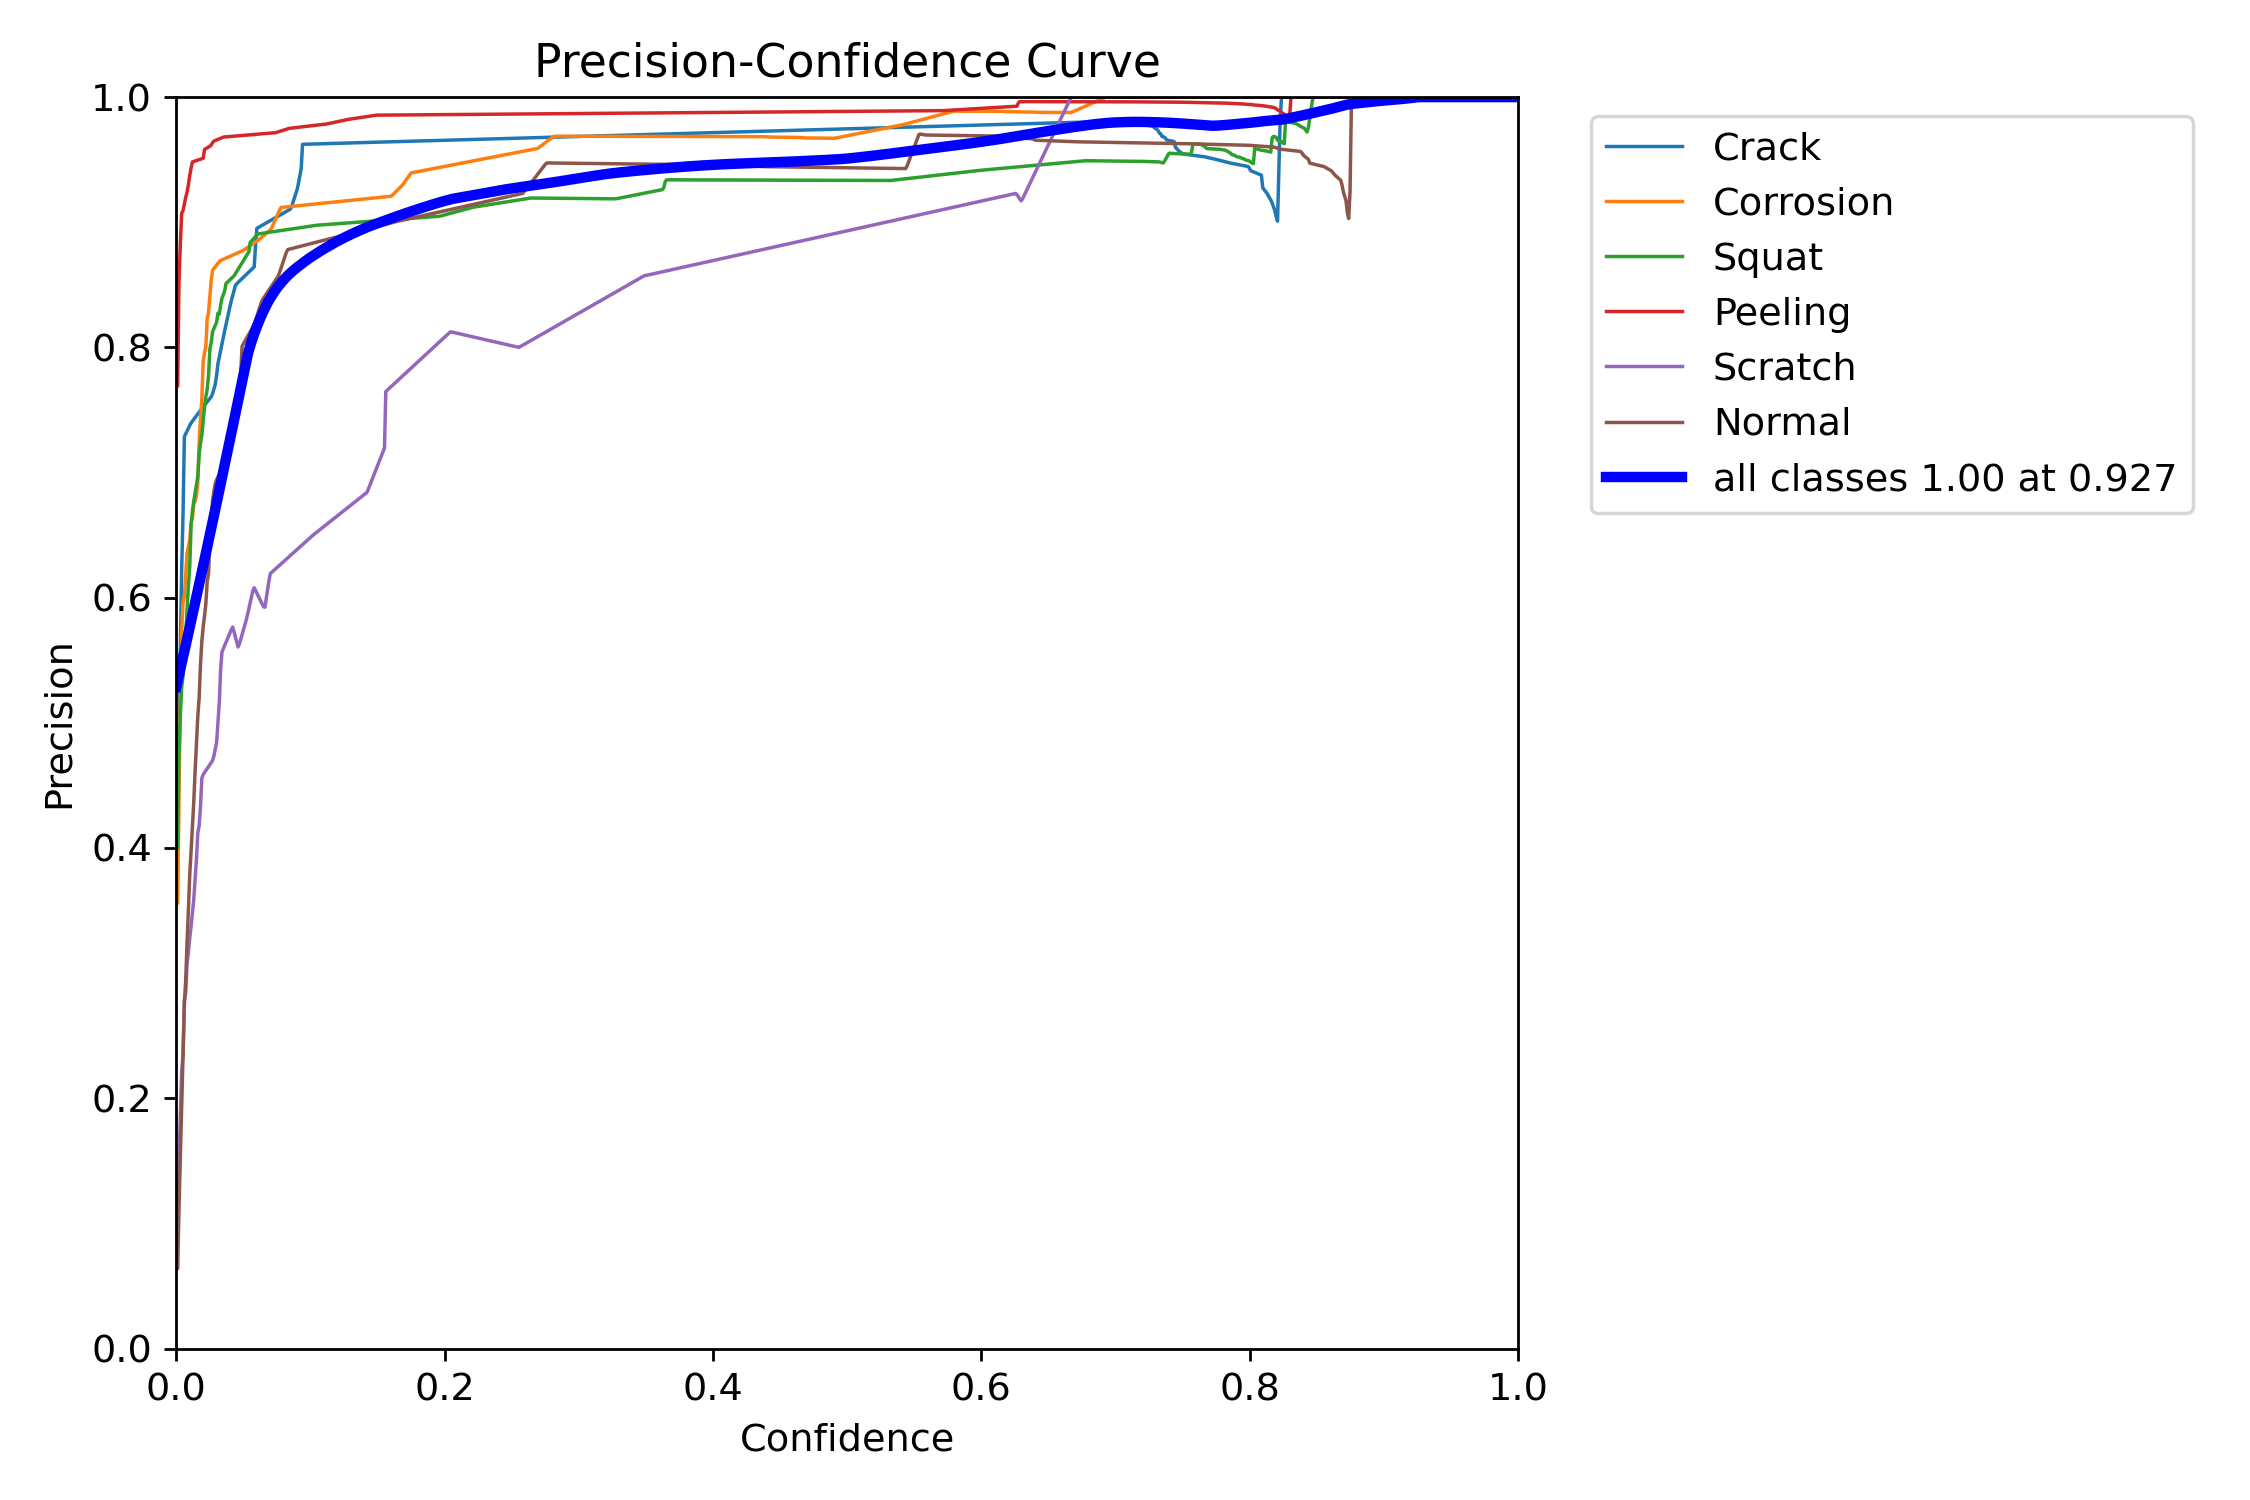 Precision-Confidence Curve
1.0
0.8
0.6
0.4
0.2
0.0
Precision
0.0 0.2 0.4 0.6 0.8 1.0
Confidence
Crack
Corrosion
Squat
Peeling
Scratch
Normal
all classes 1.00 at 0.927